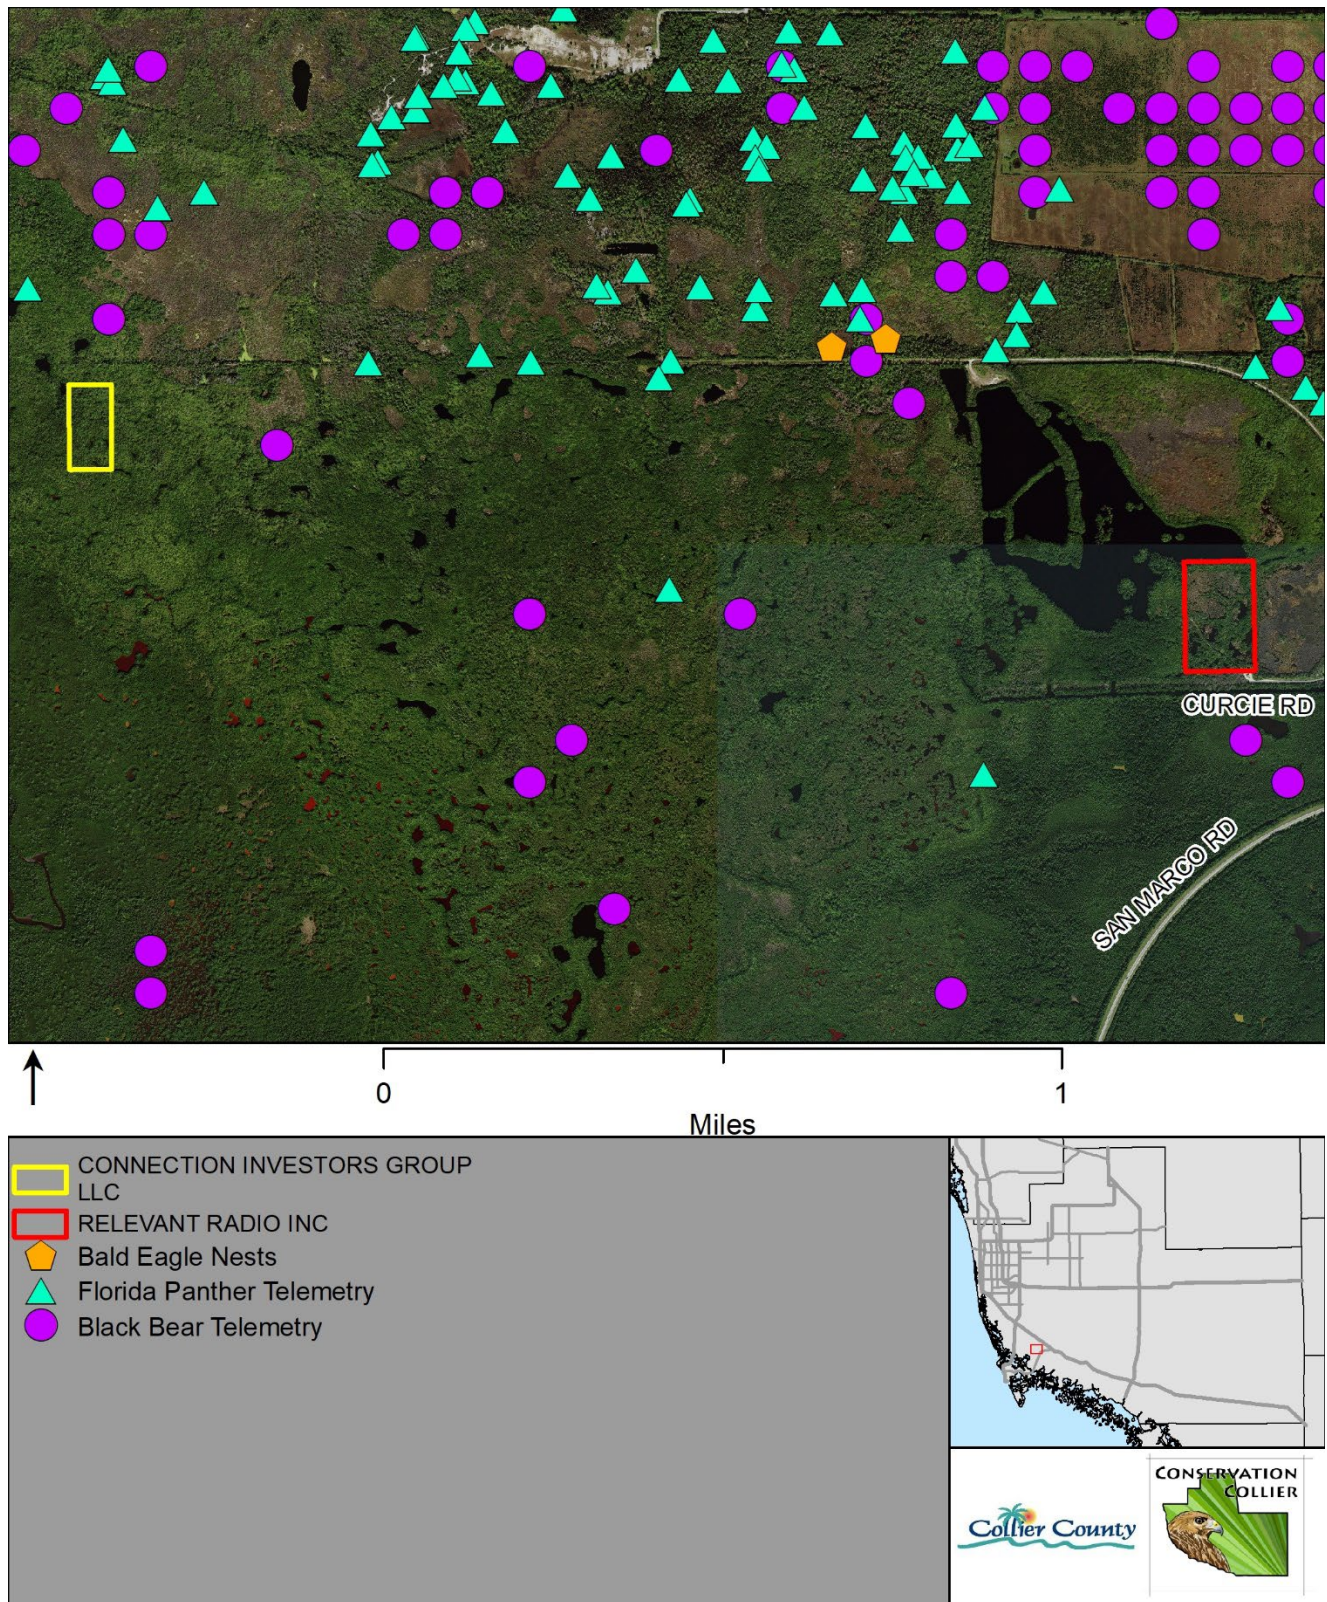 CURCIE RD
SAN MARCO RD
0
1
Miles
CONNECTION INVESTORS GROUP
LLC
RELEVANT RADIO INC
Bald Eagle Nests
Florida Panther Telemetry
Black Bear Telemetry
Collier County
CONSERVATION
COLLIER